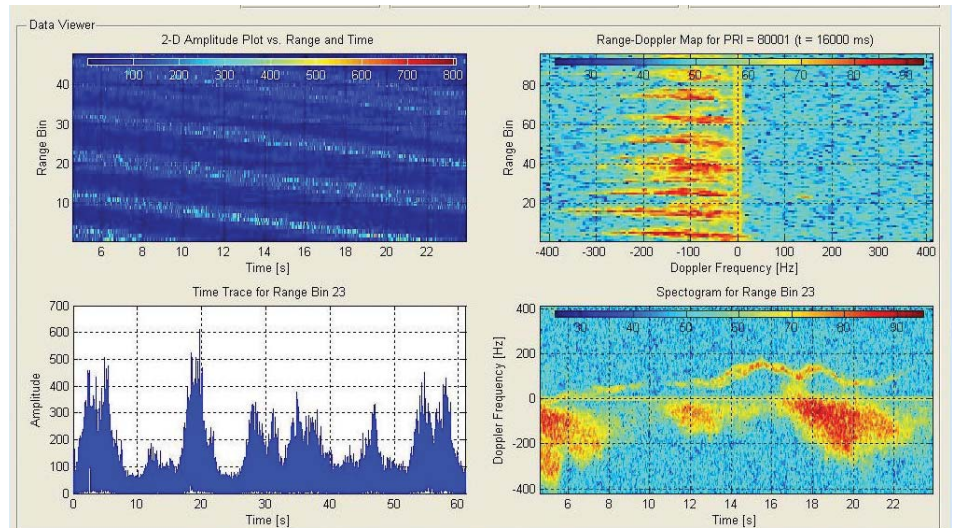 Data Viewer
2-D Amplitude Plot vs. Range and Time
100 200 300 400 500 600 700 800
40
30
20
10
Range Bin
6 8 10 12 14 16 18 20 22
Time [s]
Range-Doppler Map for PRI = 80001 (t = 16000 ms)
30 40 50 60 70 80 90
80
60
40
20
Range Bin
-400 -300 -200 -100 0 100 200 300 400
Doppler Frequency [Hz]
Time Trace for Range Bin 23
700
600
500
400
300
200
100
0
Amplitude
0 10 20 30 40 50 60
Time [s]
Spectogram for Range Bin 23
30 40 50 60 70 80 90
400
200
0
-200
-400
Doppler Frequency [Hz]
6 8 10 12 14 16 18 20 22
Time [s]